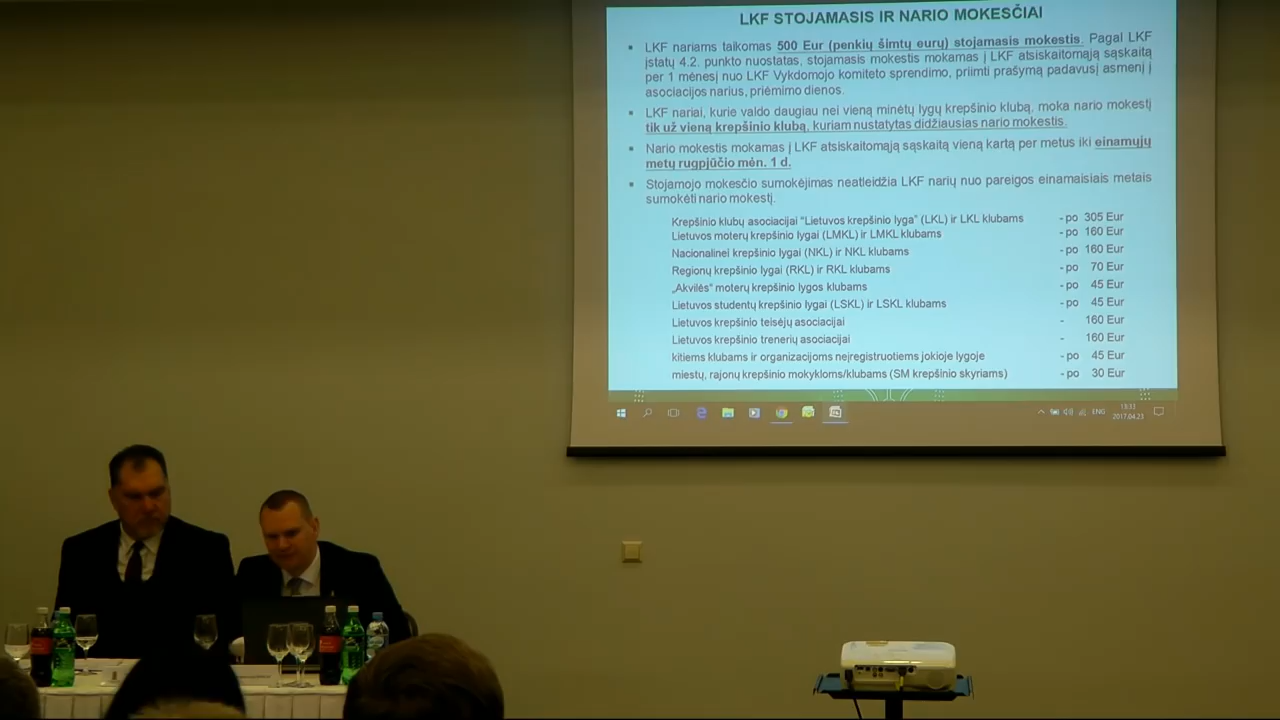 LKF STOJAMASIS IR NARIO MOKESČIAI
▪ LKF nariams taikomas 500 Eur (penkių šimtų eurų) stojamasis mokestis. Pagal LKF
įstatų 4.2. punkto nuostatas, stojamasis mokestis mokamas į LKF atsiskaitomąją sąskaitą
per 1 mėnesį nuo LKF Vykdomojo komiteto sprendimo, priimti prašymą padavusį asmenį į
asociacijos narius, priėmimo dienos.
▪ LKF nariai, kurie valdo daugiau nei vieną minėtų lygų krepšinio klubą, moka nario mokestį
tik už vieną krepšinio klubą, kuriam nustatytas didžiausias nario mokestis.
▪ Nario mokestis mokamas į LKF atsiskaitomąją sąskaitą vieną kartą per metus iki einamųjų
metų rugpjūčio mėn. 1 d.
▪ Stojamojo mokesčio sumokėjimas neatleidžia LKF narių nuo pareigos einamaisiais metais
sumokėti nario mokestį.
Krepšinio klubų asociacijai "Lietuvos krepšinio lyga" (LKL) ir LKL klubams - po 305 Eur
Lietuvos moterų krepšinio lygai (LMKL) ir LMKL klubams - po 160 Eur
Nacionalinei krepšinio lygai (NKL) ir NKL klubams - po 160 Eur
Regionų krepšinio lygai (RKL) ir RKL klubams - po 70 Eur
„Akvilės“ moterų krepšinio lygos klubams - po 45 Eur
Lietuvos studentų krepšinio lygai (LSKL) ir LSKL klubams - po 45 Eur
Lietuvos krepšinio teisėjų asociacijai - 160 Eur
Lietuvos krepšinio trenerių asociacijai - 160 Eur
kitiems klubams ir organizacijoms neįregistruotiems jokioje lygoje - po 45 Eur
miestų, rajonų krepšinio mokykloms/klubams (SM krepšinio skyriams) - po 30 Eur
ENG 13:33
2017.04.23